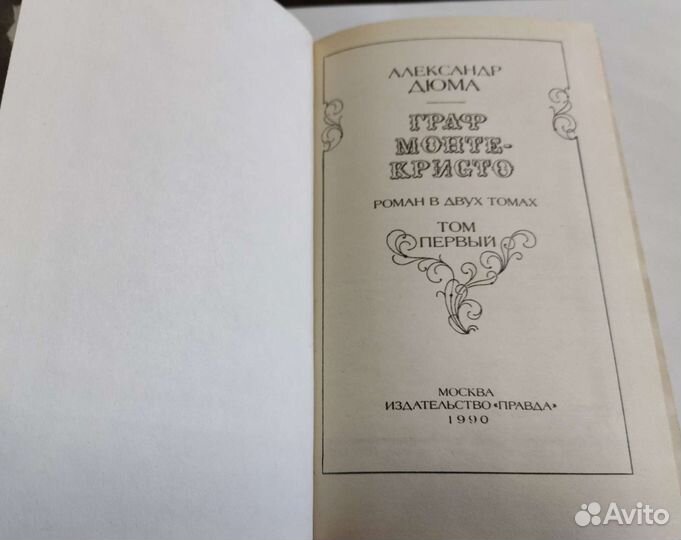 АЛЕКСАНДР
ДЮМА
ГРАФ
МОНТЕ-
КРИСТО
РОМАН В ДВУХ ТОМАХ
ТОМ
ПЕРВЫЙ
МОСКВА
ИЗДАТЕЛЬСТВО «ПРАВДА»
1990
Avito